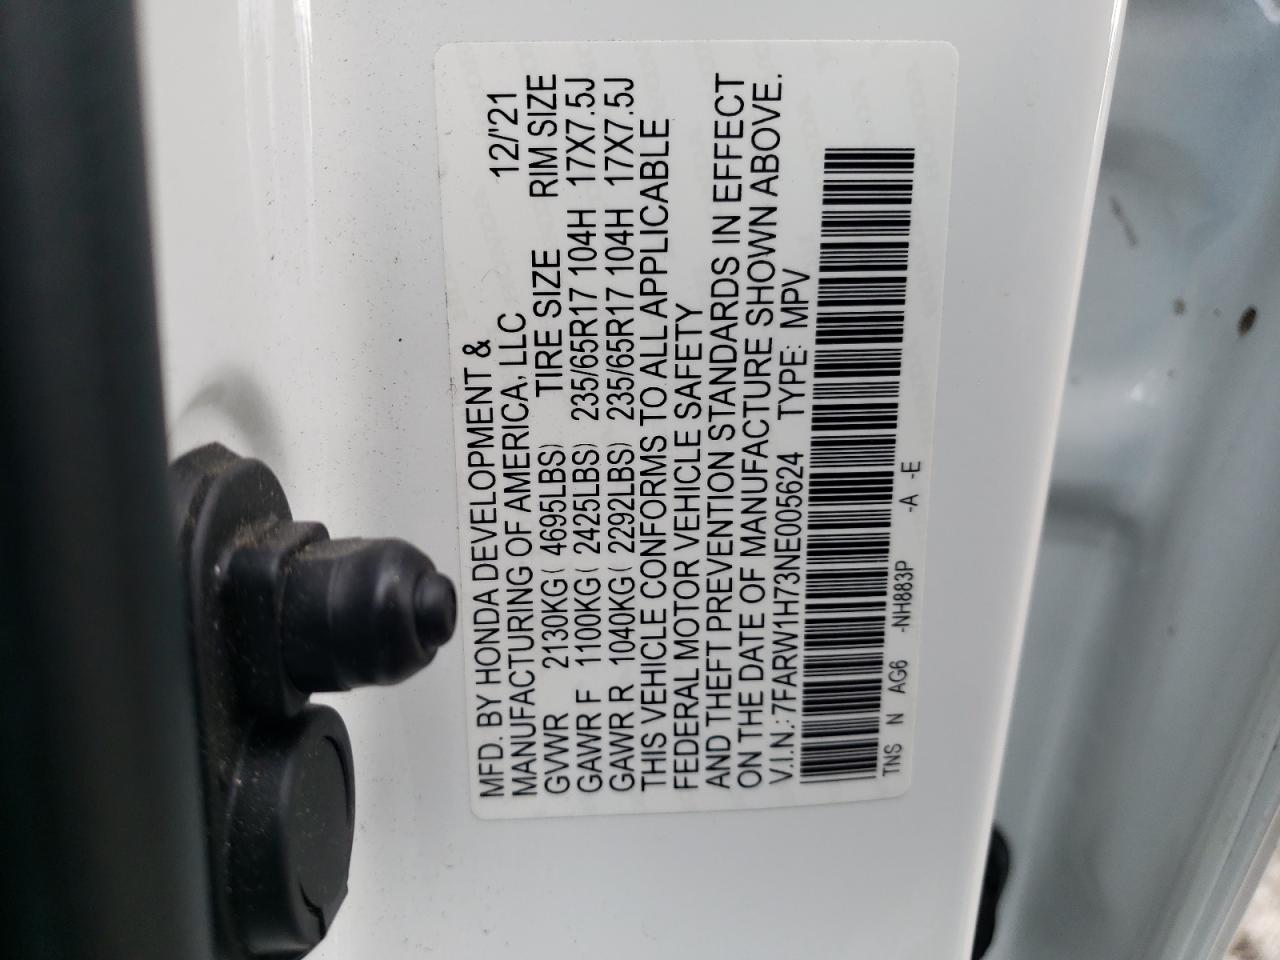 MFD. BY HONDA DEVELOPMENT &
MANUFACTURING OF AMERICA, LLC 12/'21
GVWR 2130KG( 4695LBS) TIRE SIZE RIM SIZE
GAWR F 1100KG( 2425LBS) 235/65R17 104H 17X7.5J
GAWR R 1040KG( 2292LBS) 235/65R17 104H 17X7.5J
THIS VEHICLE CONFORMS TO ALL APPLICABLE
FEDERAL MOTOR VEHICLE SAFETY
AND THEFT PREVENTION STANDARDS IN EFFECT
ON THE DATE OF MANUFACTURE SHOWN ABOVE.
V.I.N.: 7FARW1H73NE005624 TYPE: MPV
TNS N AG6 -NH883P -A -E